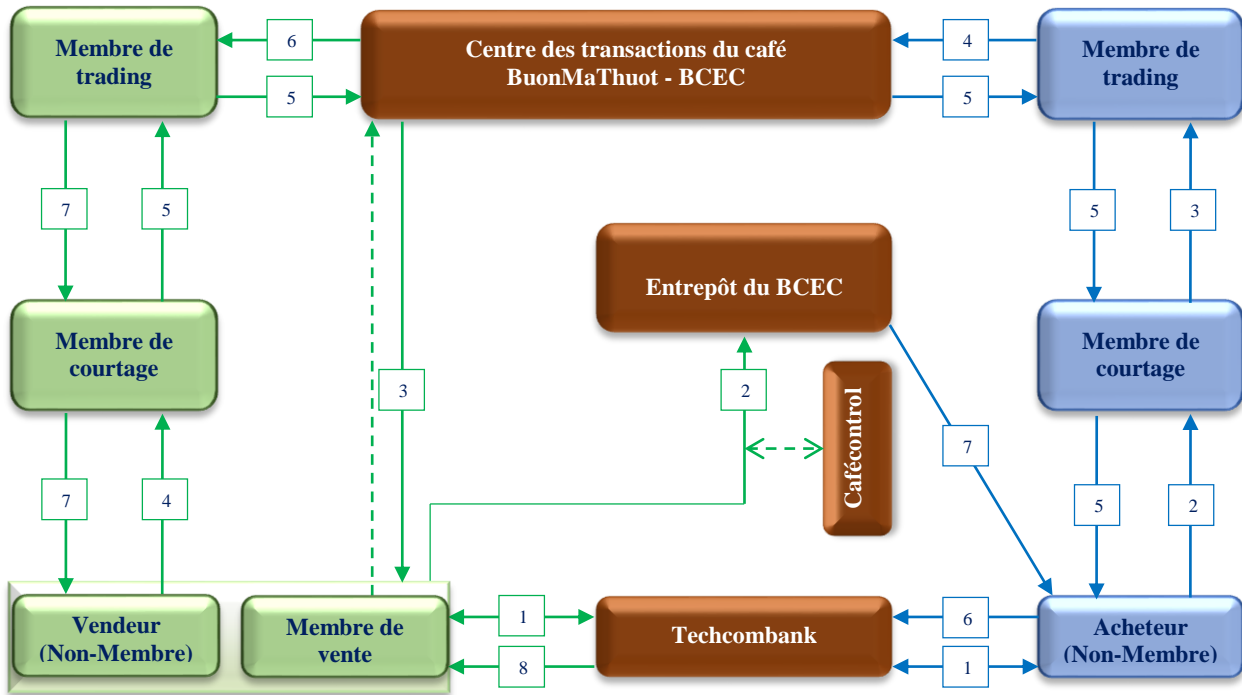 Membre de
trading
6
5
Centre des transactions du café
BuonMaThuot - BCEC
4
5
Membre de
trading
7
5
3
2
5
3
Entrepôt du BCEC
Membre de
courtage
Cafécontrol
Membre de
courtage
7
4
7
5
2
Vendeur
(Non-Membre)
Membre de
vente
1
8
Techcombank
6
1
Acheteur
(Non-Membre)